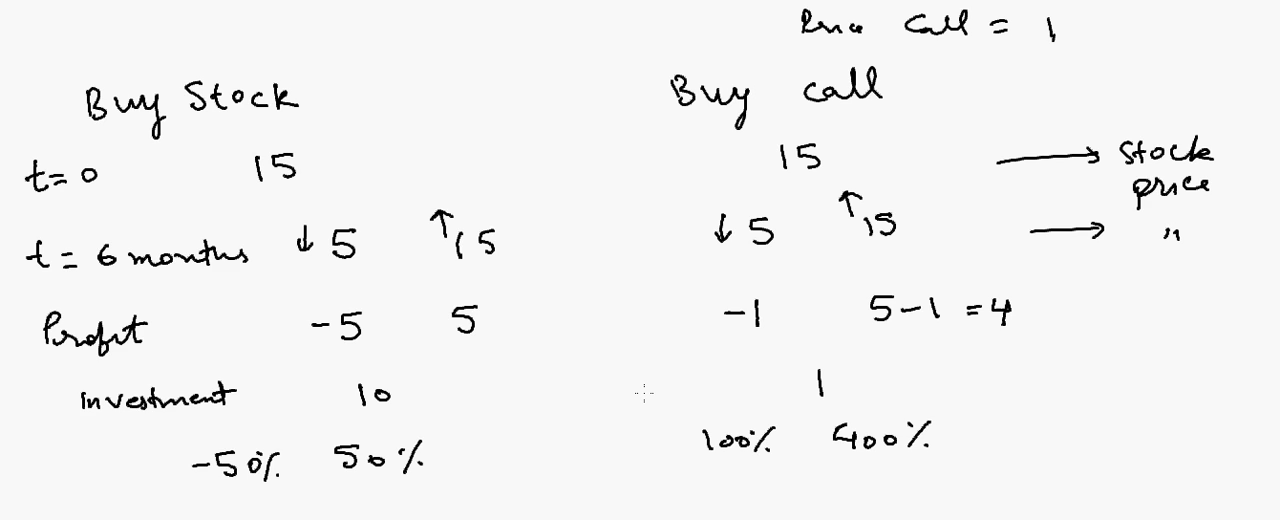 Price Call = 1
Buy Stock Buy Call
t=0 15 15 → Stock price
t= 6 months ↓ 5 ↑ 15 ↓ 5 ↑ 15 → "
Profit -5 5 -1 5-1 =4
investment 10 1
-50% 50% 100% 400%